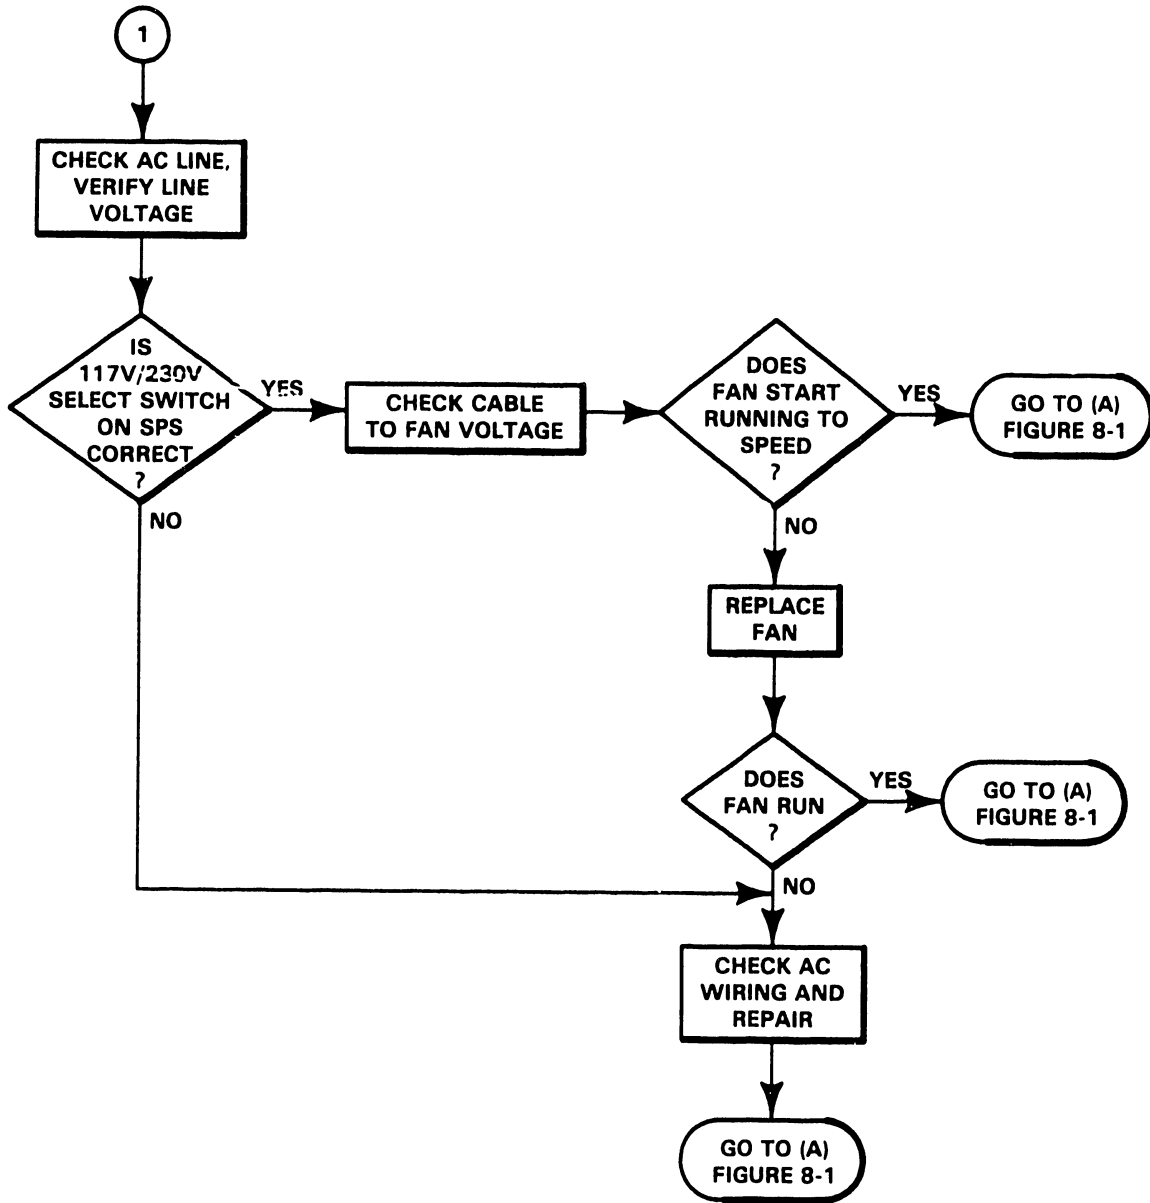 1
CHECK AC LINE,
VERIFY LINE
VOLTAGE
IS
117V/230V
SELECT SWITCH
ON SPS
CORRECT
?
YES
NO
CHECK CABLE
TO FAN VOLTAGE
DOES
FAN START
RUNNING TO
SPEED
?
YES
GO TO (A)
FIGURE 8-1
NO
REPLACE
FAN
DOES
FAN RUN
?
YES
GO TO (A)
FIGURE 8-1
NO
CHECK AC
WIRING AND
REPAIR
GO TO (A)
FIGURE 8-1